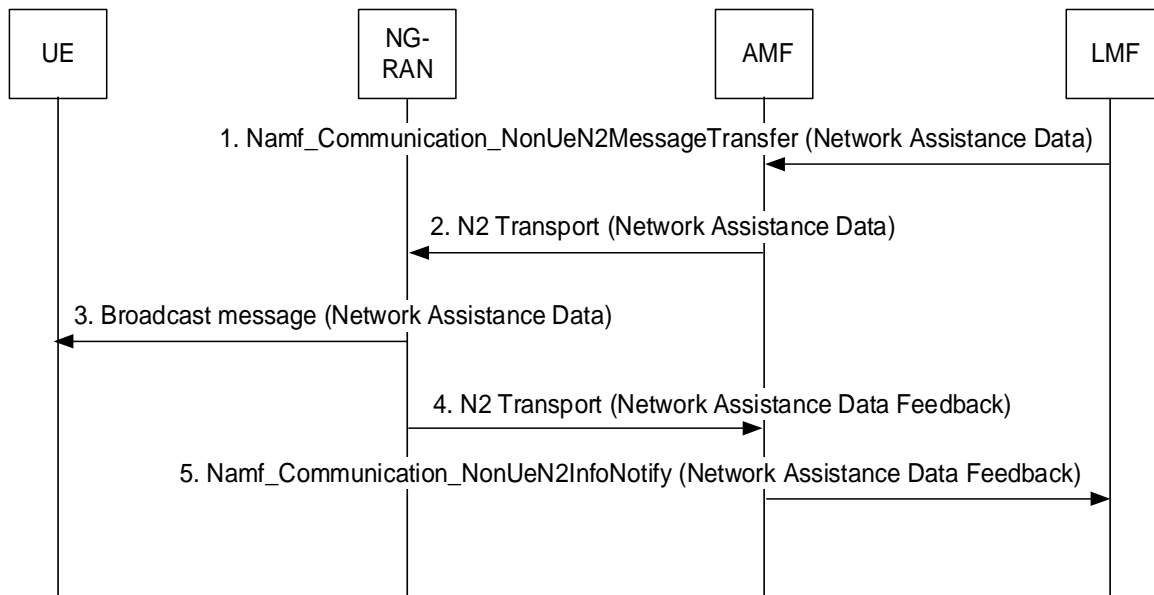 UE
NG-
RAN
AMF
LMF
1. Namf_Communication_NonUeN2MessageTransfer (Network Assistance Data)
2. N2 Transport (Network Assistance Data)
3. Broadcast message (Network Assistance Data)
4. N2 Transport (Network Assistance Data Feedback)
5. Namf_Communication_NonUeN2InfoNotify (Network Assistance Data Feedback)